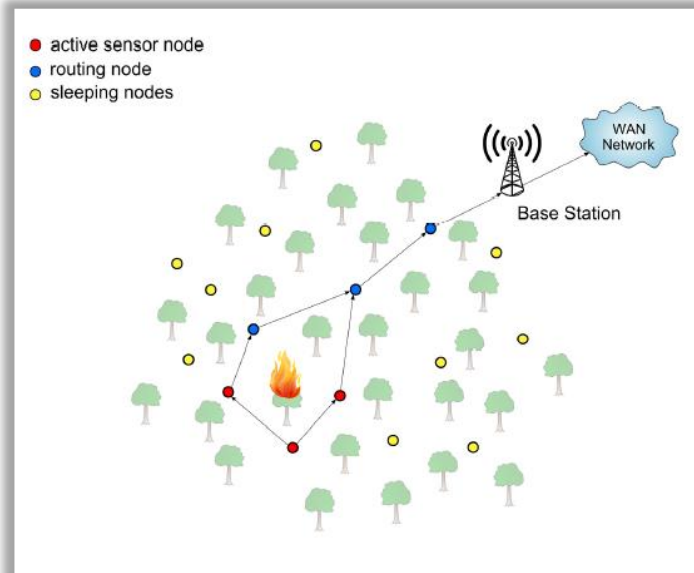 active sensor node
routing node
sleeping nodes
WAN
Network
Base Station